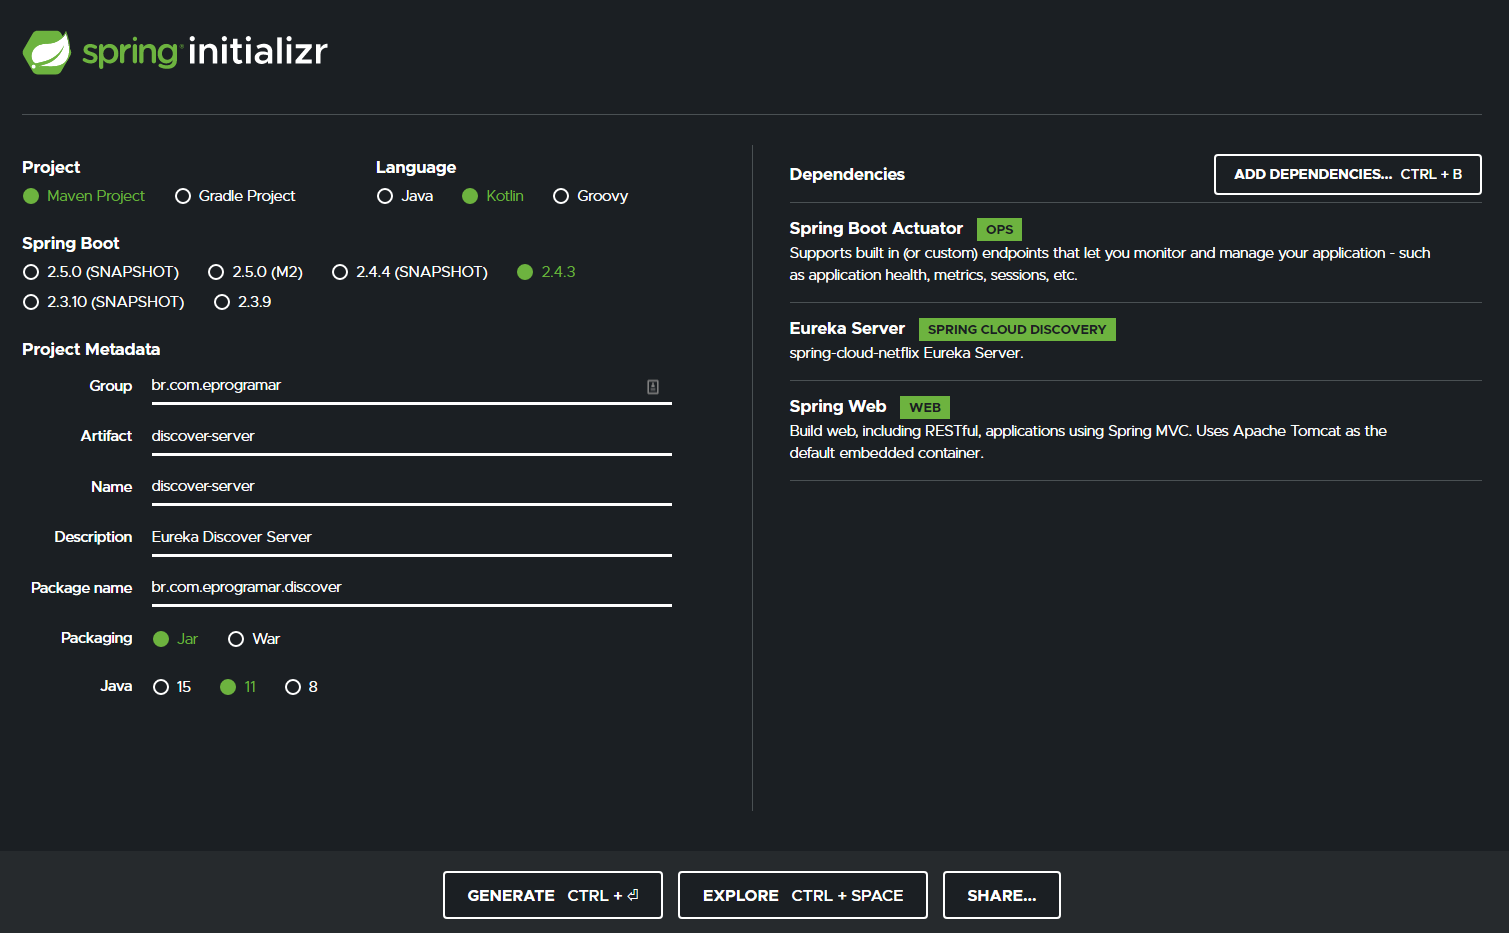 spring initializr
Project
Maven Project Gradle Project
Language
Java Kotlin Groovy
Spring Boot
2.5.0 (SNAPSHOT) 2.5.0 (M2) 2.4.4 (SNAPSHOT) 2.4.3
2.3.10 (SNAPSHOT) 2.3.9
Project Metadata
Group br.com.eprogramar
Artifact discover-server
Name discover-server
Description Eureka Discover Server
Package name br.com.eprogramar.discover
Packaging Jar War
Java 15 11 8
Dependencies ADD DEPENDENCIES... CTRL + B
Spring Boot Actuator OPS
Supports built in (or custom) endpoints that let you monitor and manage your application - such
as application health, metrics, sessions, etc.
Eureka Server SPRING CLOUD DISCOVERY
spring-cloud-netflix Eureka Server.
Spring Web WEB
Build web, including RESTful, applications using Spring MVC. Uses Apache Tomcat as the
default embedded container.
GENERATE CTRL + ⏎ EXPLORE CTRL + SPACE SHARE...